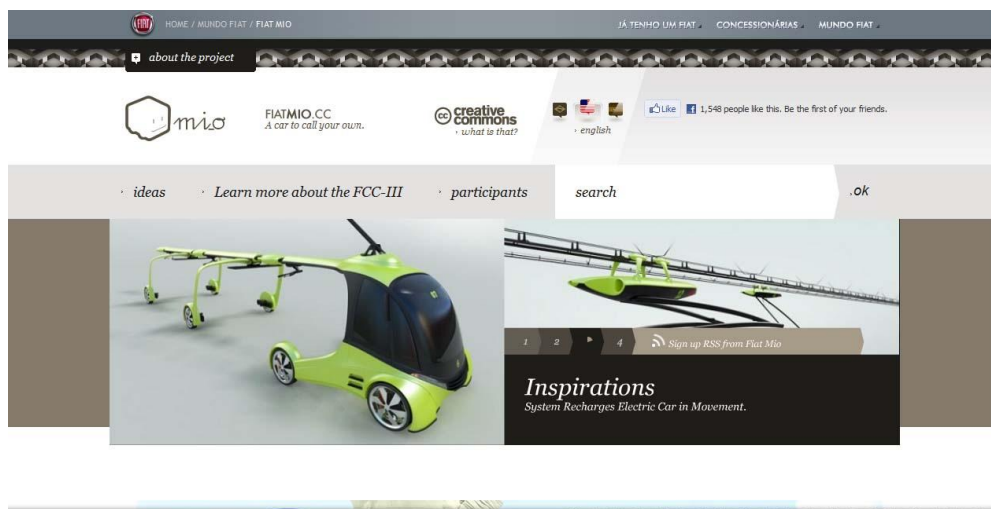 FIAT
HOME / MUNDO FIAT / FIAT MIO
JÁ TENHO UM FIAT
CONCESSIONÁRIAS
MUNDO FIAT
about the project
mio
FIATMIO.CC
A car to call your own.
cc creative commons
what is that?
english
Like
1,548 people like this. Be the first of your friends.
ideas
Learn more about the FCC-III
participants
search
.ok
1 2 4
Sign up RSS from Fiat Mio
Inspirations
System Recharges Electric Car in Movement.